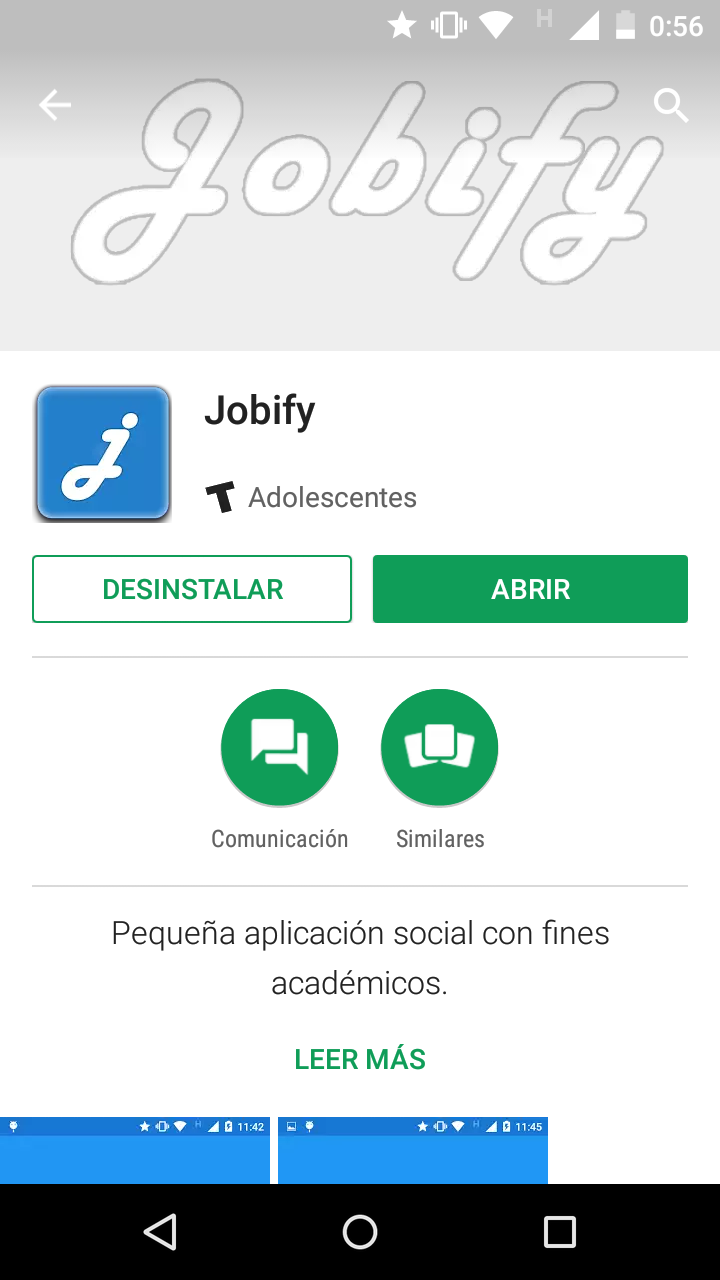 H 0:56
Jobify
Jobify
Adolescentes
DESINSTALAR ABRIR
Comunicación Similares
Pequeña aplicación social con fines
académicos.
LEER MÁS
H 11:42 H 11:45